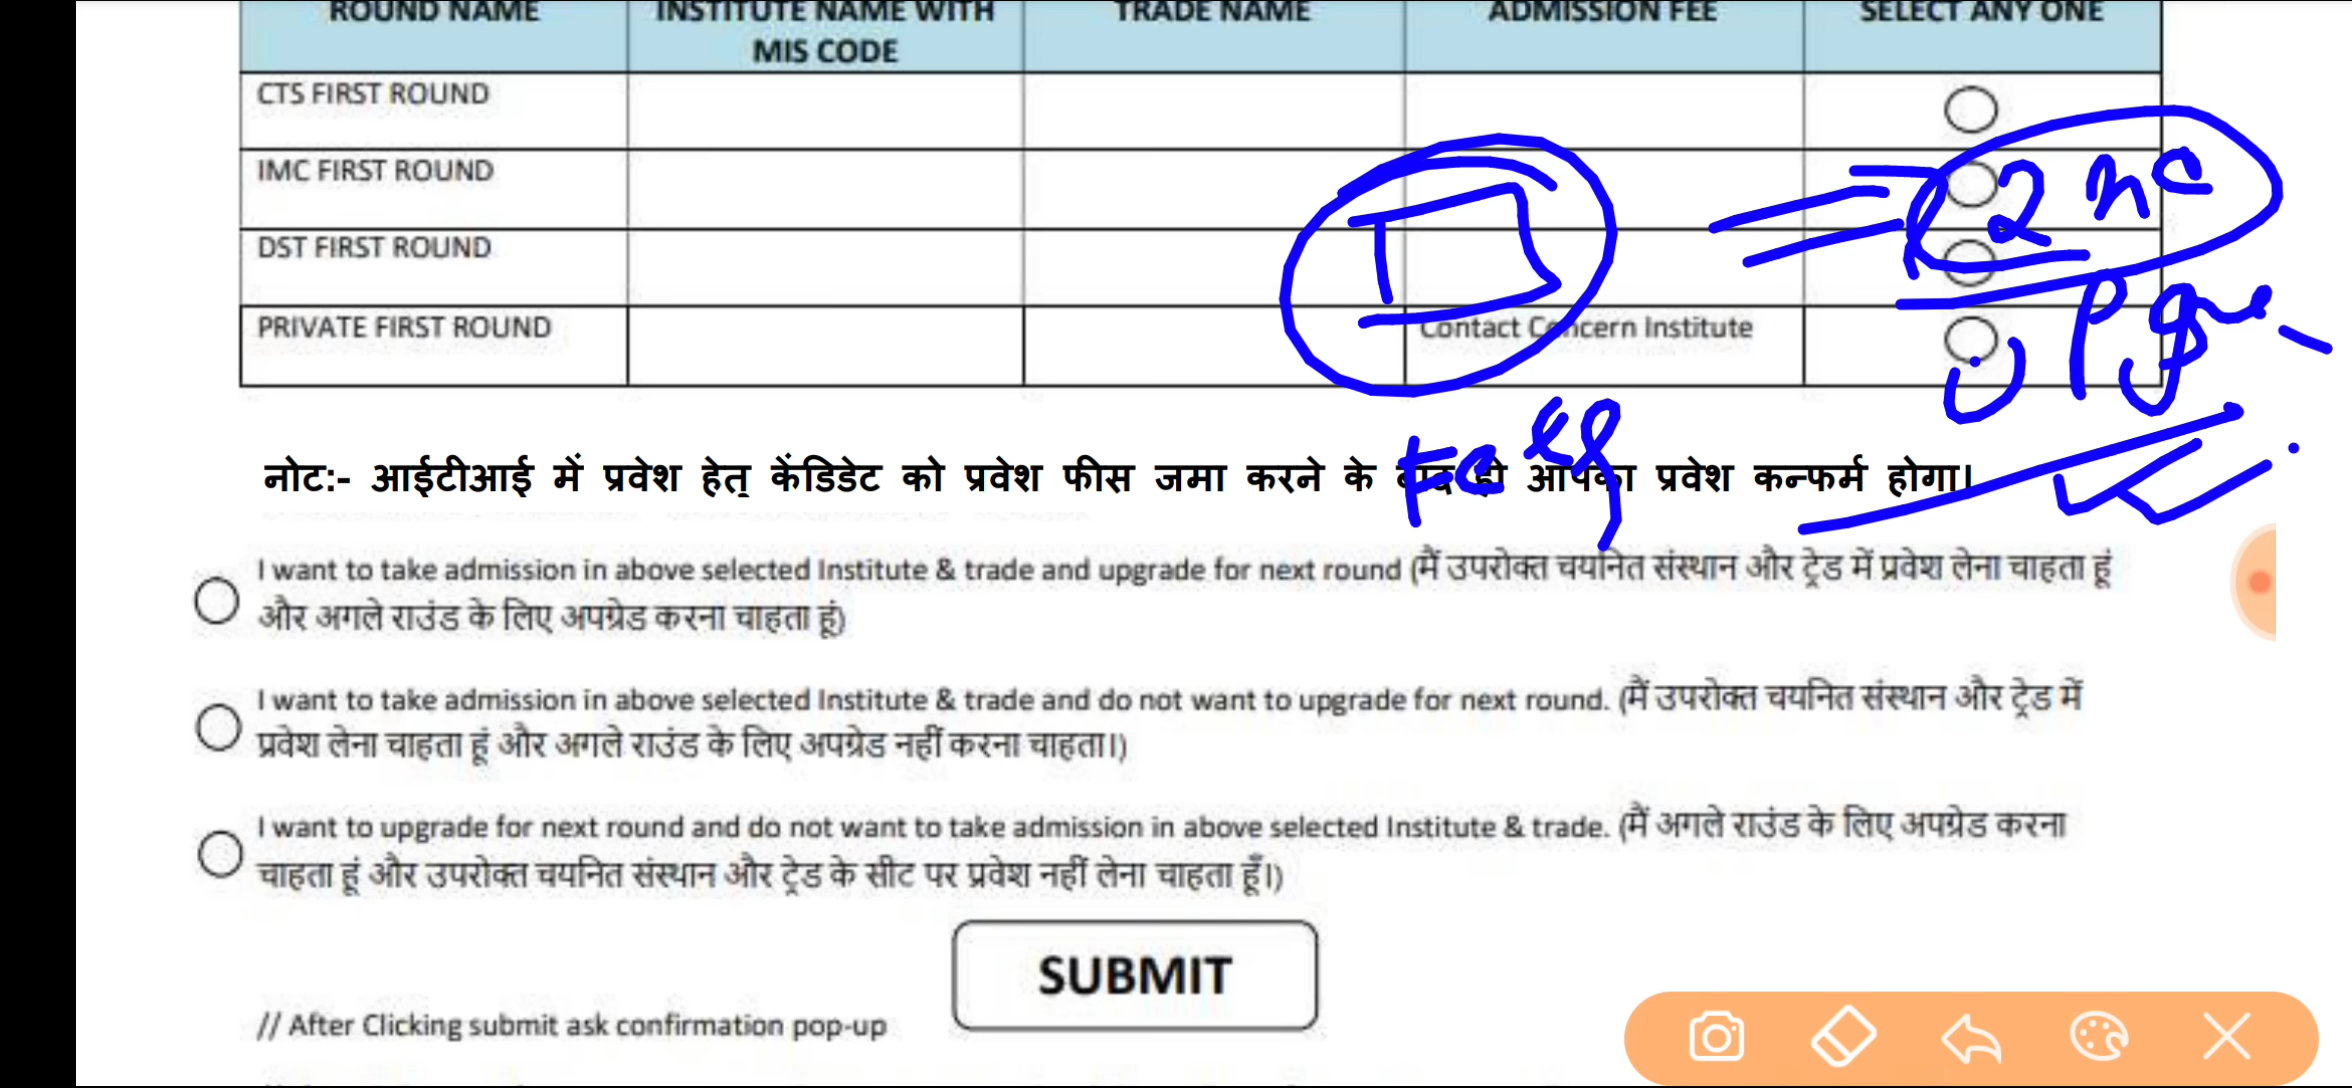 ROUND NAME INSTITUTE NAME WITH MIS CODE TRADE NAME ADMISSION FEE SELECT ANY ONE
CTS FIRST ROUND
IMC FIRST ROUND
DST FIRST ROUND
PRIVATE FIRST ROUND Contact Concern Institute
2nd
नोट:- आईटीआई में प्रवेश हेतु केंडिडेट को प्रवेश फीस जमा करने के बाद ही आपका प्रवेश कन्फर्म होगा।
I want to take admission in above selected Institute & trade and upgrade for next round (मैं उपरोक्त चयनित संस्थान और ट्रेड में प्रवेश लेना चाहता हूं
और अगले राउंड के लिए अपग्रेड करना चाहता हूं)
I want to take admission in above selected Institute & trade and do not want to upgrade for next round. (मैं उपरोक्त चयनित संस्थान और ट्रेड में
प्रवेश लेना चाहता हूं और अगले राउंड के लिए अपग्रेड नहीं करना चाहता।)
I want to upgrade for next round and do not want to take admission in above selected Institute & trade. (मैं अगले राउंड के लिए अपग्रेड करना
चाहता हूं और उपरोक्त चयनित संस्थान और ट्रेड के सीट पर प्रवेश नहीं लेना चाहता हूँ।)
SUBMIT
// After Clicking submit ask confirmation pop-up